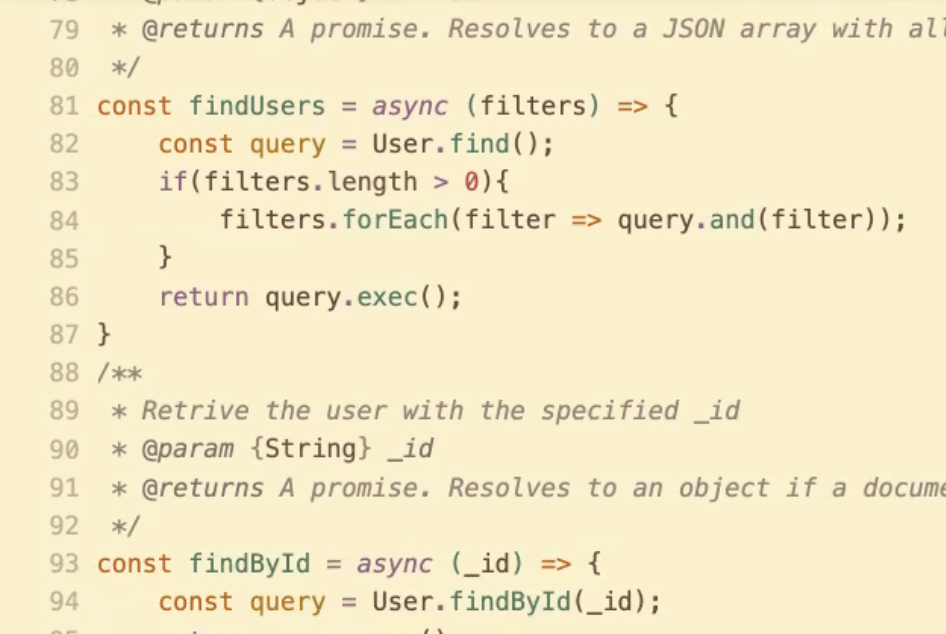 79 * @returns A promise. Resolves to a JSON array with all
80 */
81 const findUsers = async (filters) => {
82 const query = User.find();
83 if(filters.length > 0){
84 filters.forEach(filter => query.and(filter));
85 }
86 return query.exec();
87 }
88 /**
89 * Retrive the user with the specified _id
90 * @param {String} _id
91 * @returns A promise. Resolves to an object if a docume
92 */
93 const findById = async (_id) => {
94 const query = User.findById(_id);